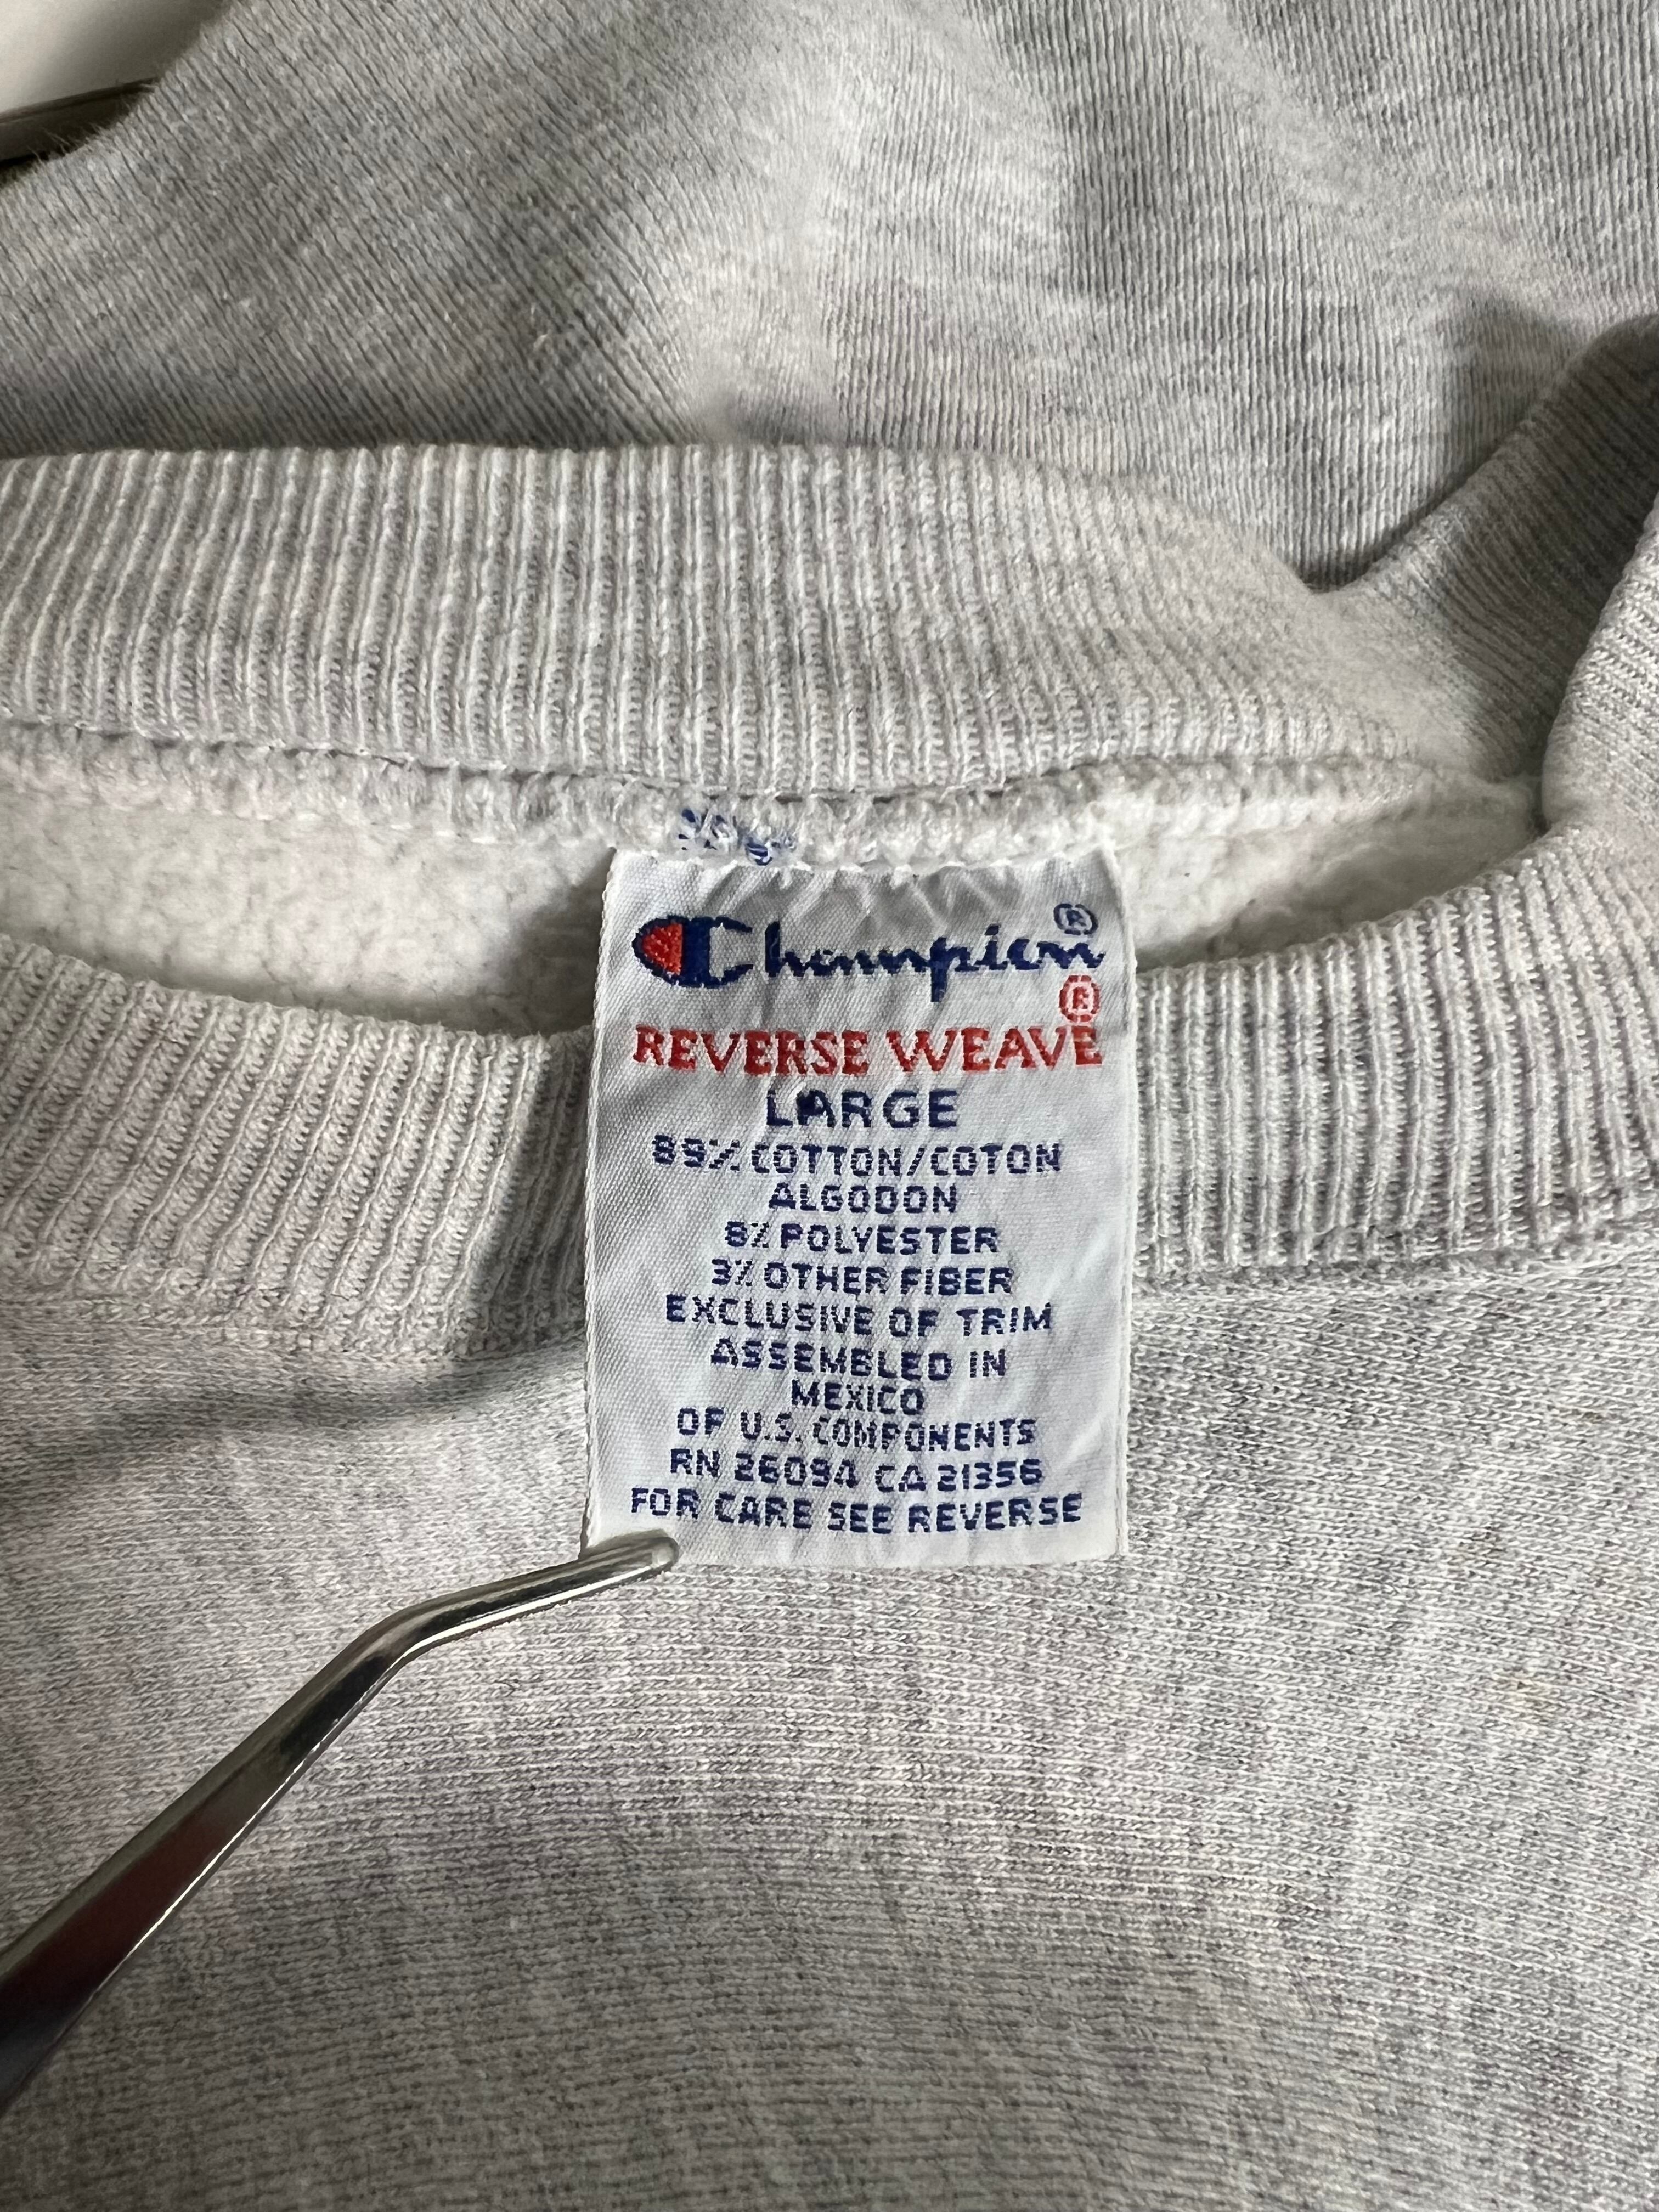 Champion®
®
REVERSE WEAVE
LARGE
89% COTTON/COTON
ALGODON
8% POLYESTER
3% OTHER FIBER
EXCLUSIVE OF TRIM
ASSEMBLED IN
MEXICO
OF U.S. COMPONENTS
RN 26094 CA 21356
FOR CARE SEE REVERSE